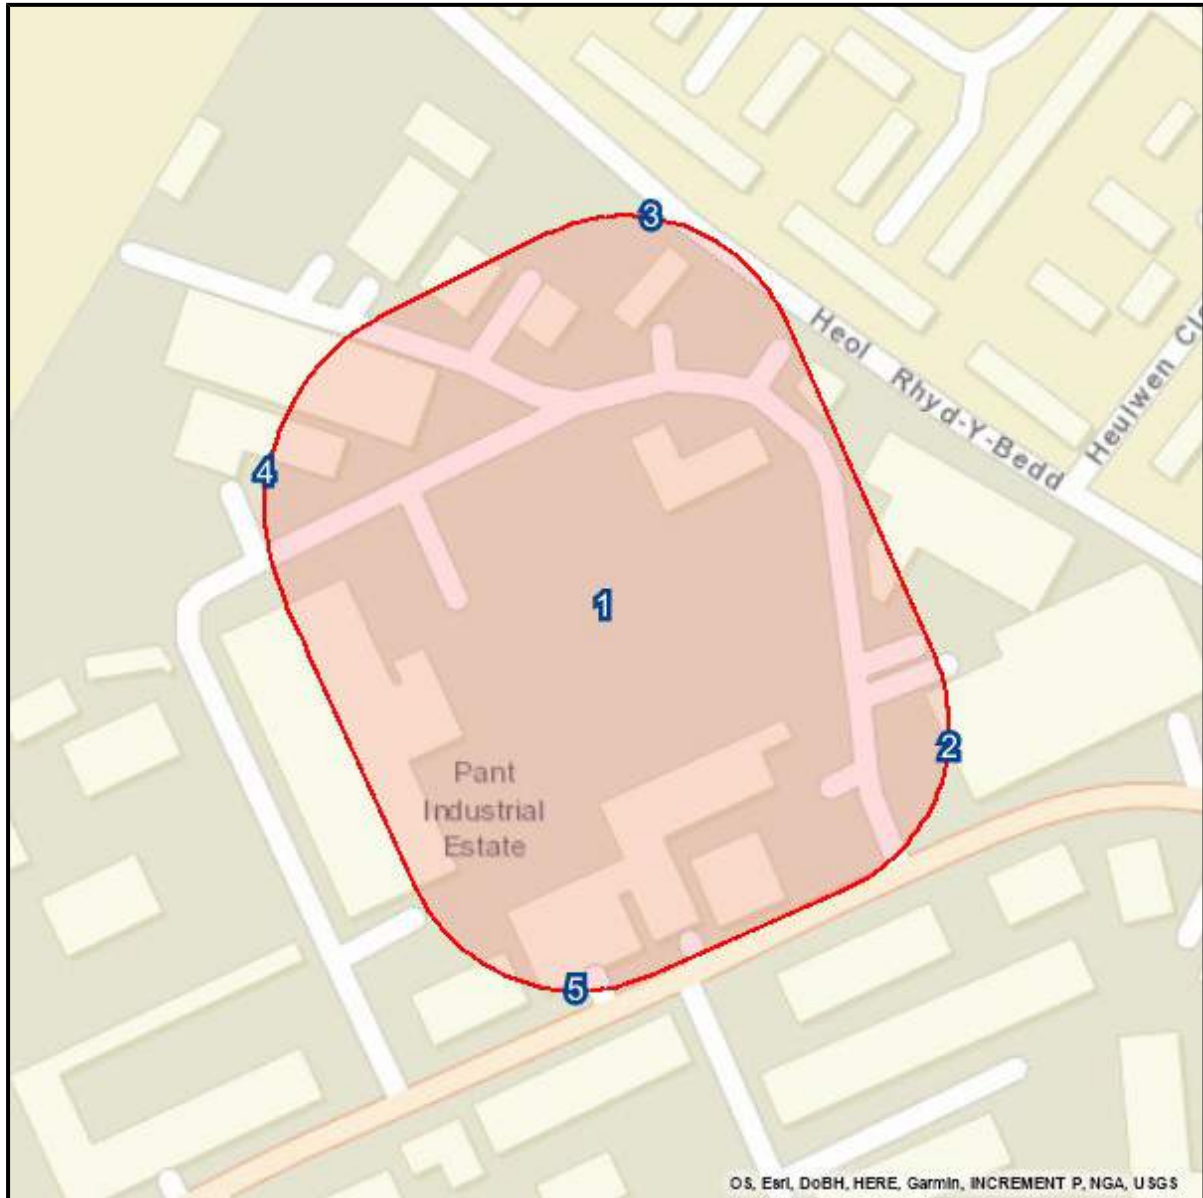 3
Heol Rhyd-Y-Bedd
Heulwen Cl
4
1
2
Pant
Industrial
Estate
5
OS, Esri, DoBH, HERE, Garmin, INCREMENT P, NGA, USGS